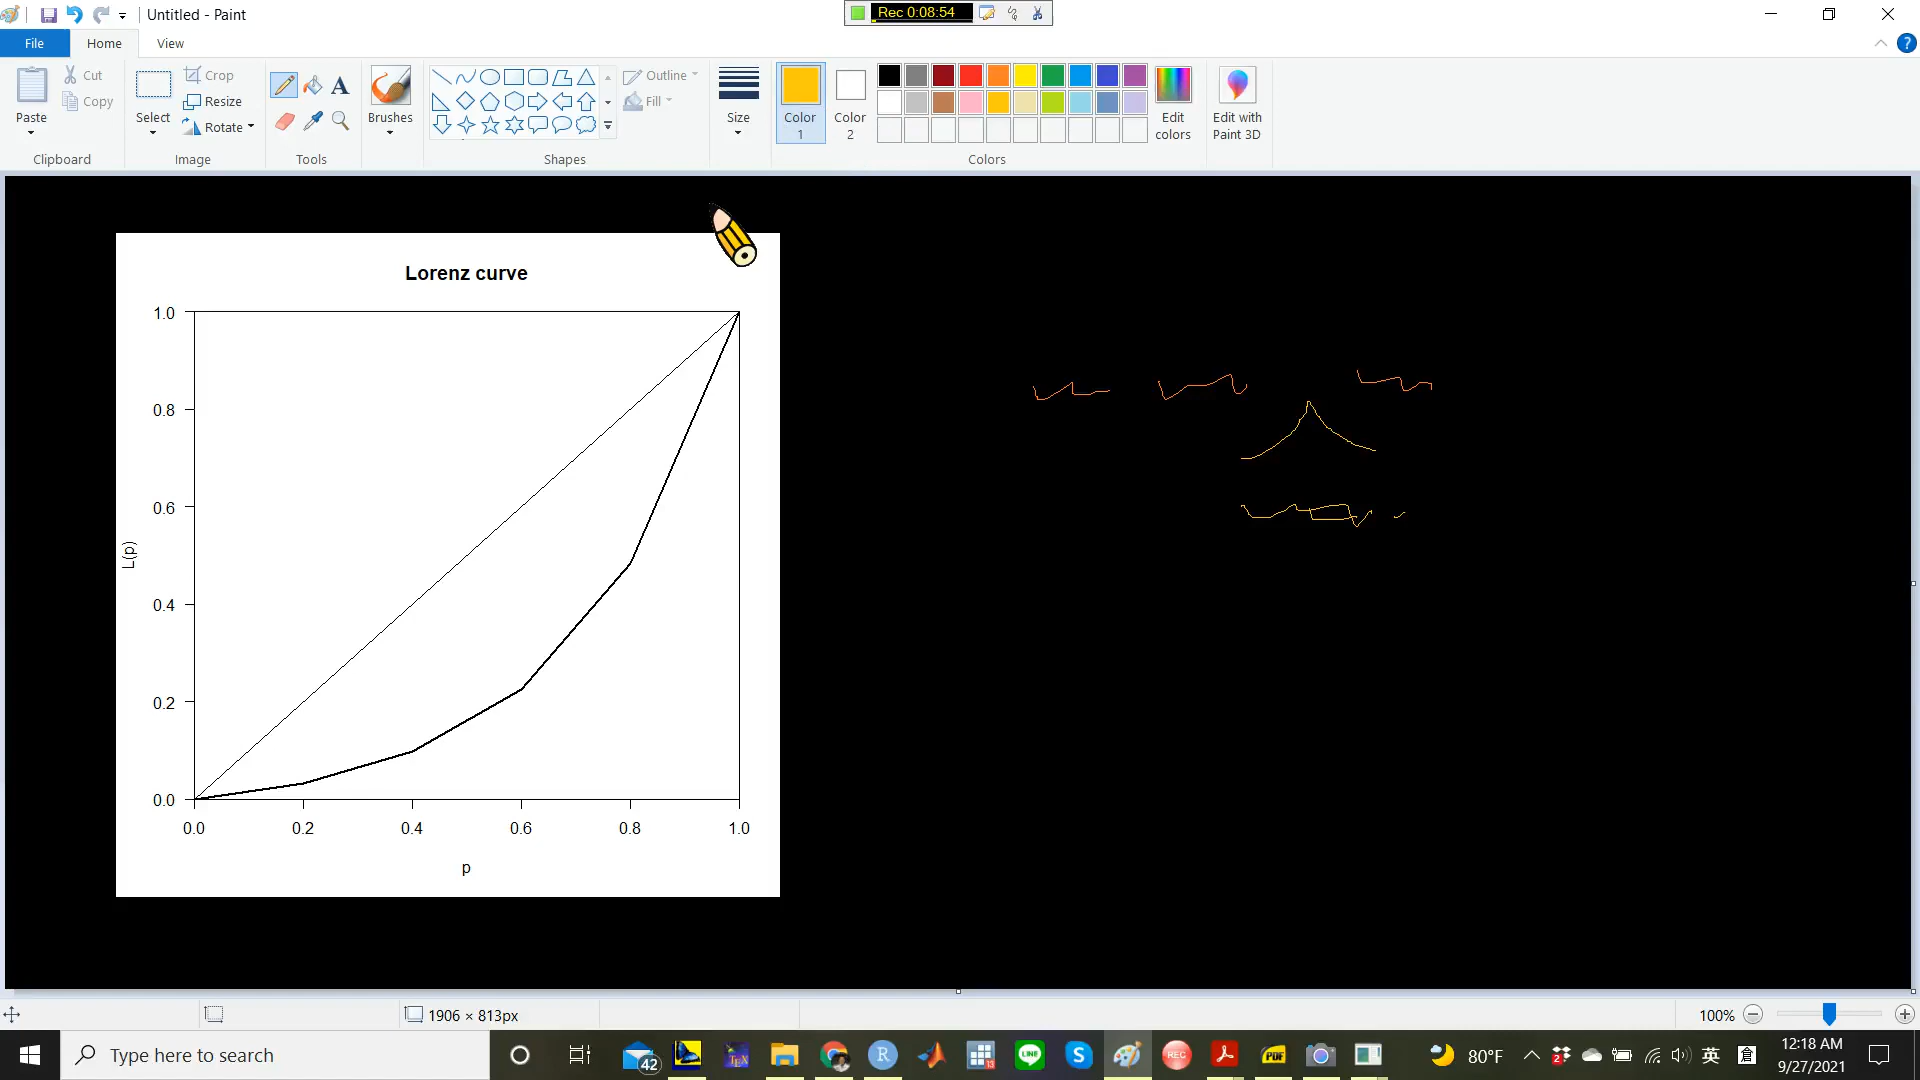 Untitled - Paint
Rec 0:08:54
File
Home
View
Paste
Cut
Copy
Clipboard
Select
Crop
Resize
Rotate
Image
Tools
Brushes
Shapes
Outline
Fill
Size
Color 1
Color 2
Colors
Edit colors
Edit with Paint 3D
Lorenz curve
1.0
0.8
0.6
0.4
0.2
0.0
L(p)
0.0 0.2 0.4 0.6 0.8 1.0
p
1906 × 813px
100%
Type here to search
42
R
REC
PDF
80°F
2
英
12:18 AM
9/27/2021